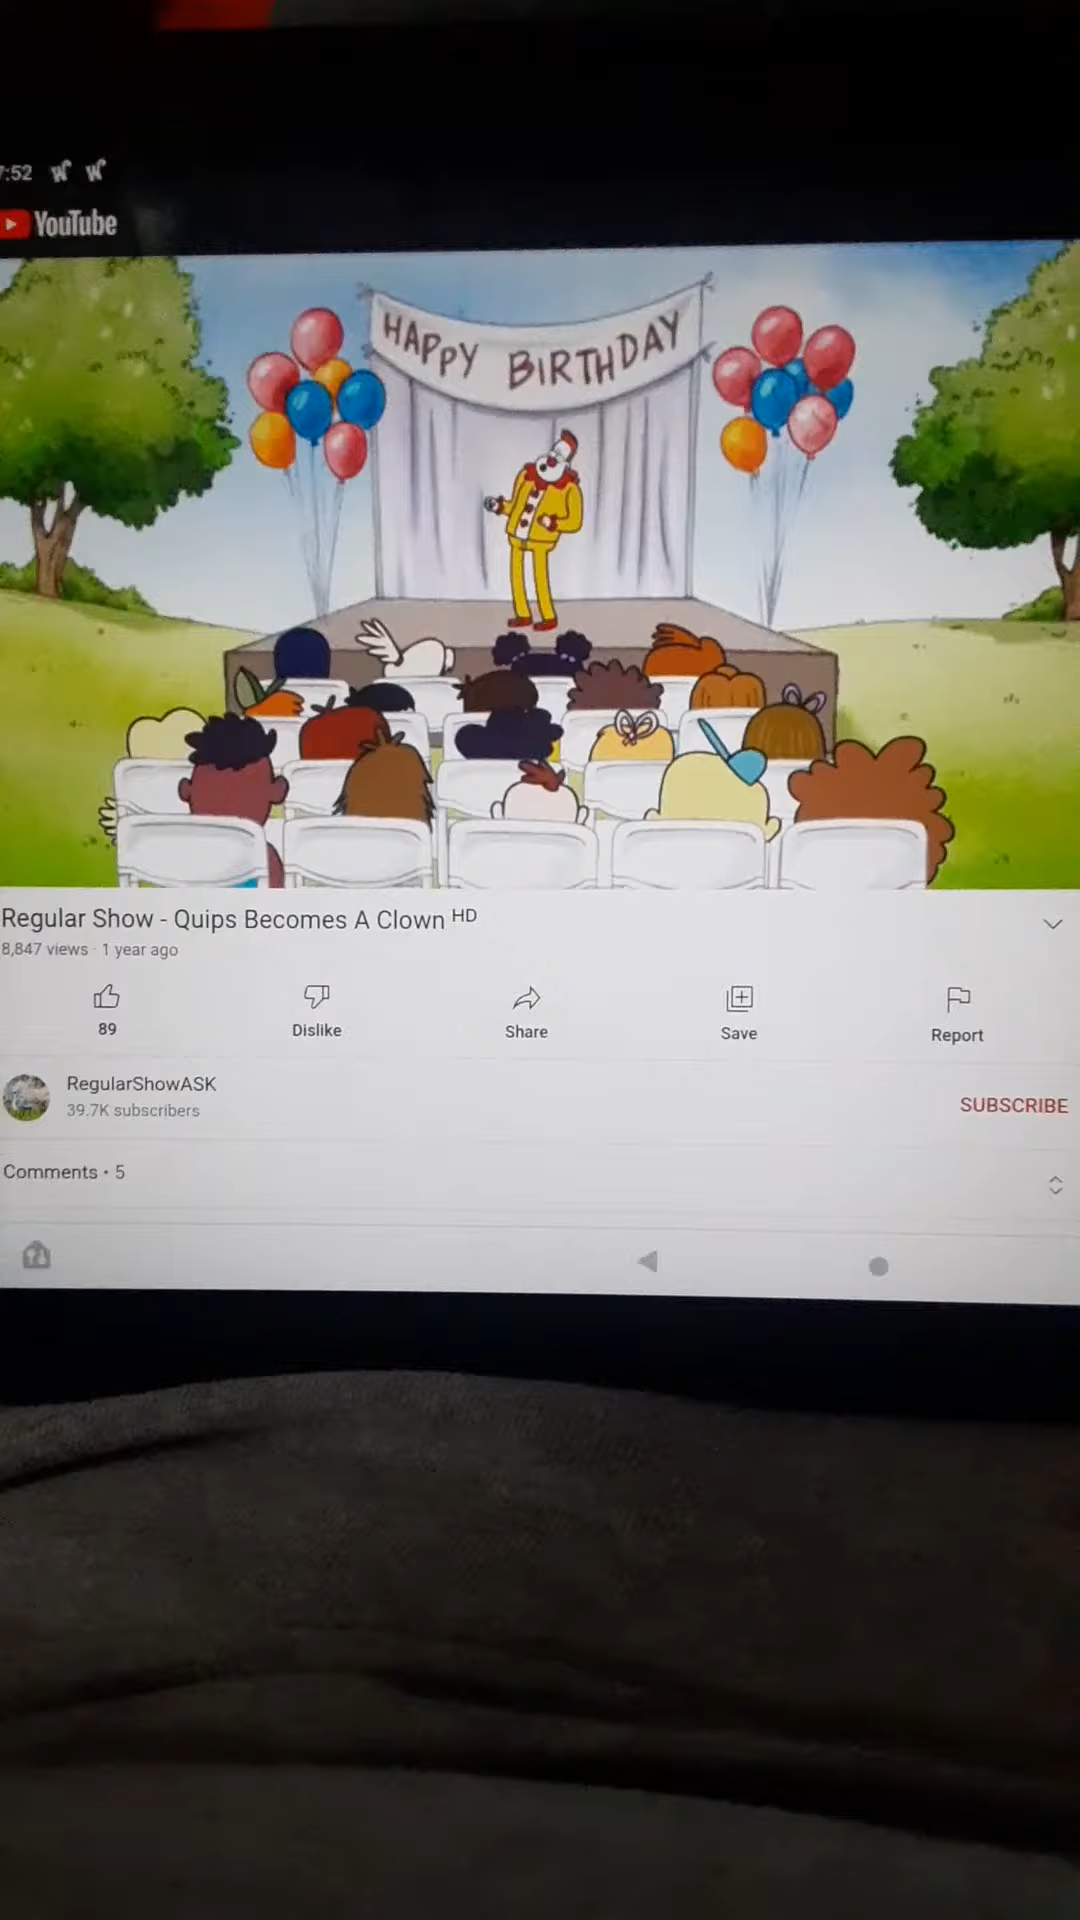 :52
YouTube
HAPPY BIRTHDAY
Regular Show - Quips Becomes A Clown HD
8,847 views · 1 year ago
89
Dislike
Share
Save
Report
RegularShowASK
39.7K subscribers
SUBSCRIBE
Comments · 5